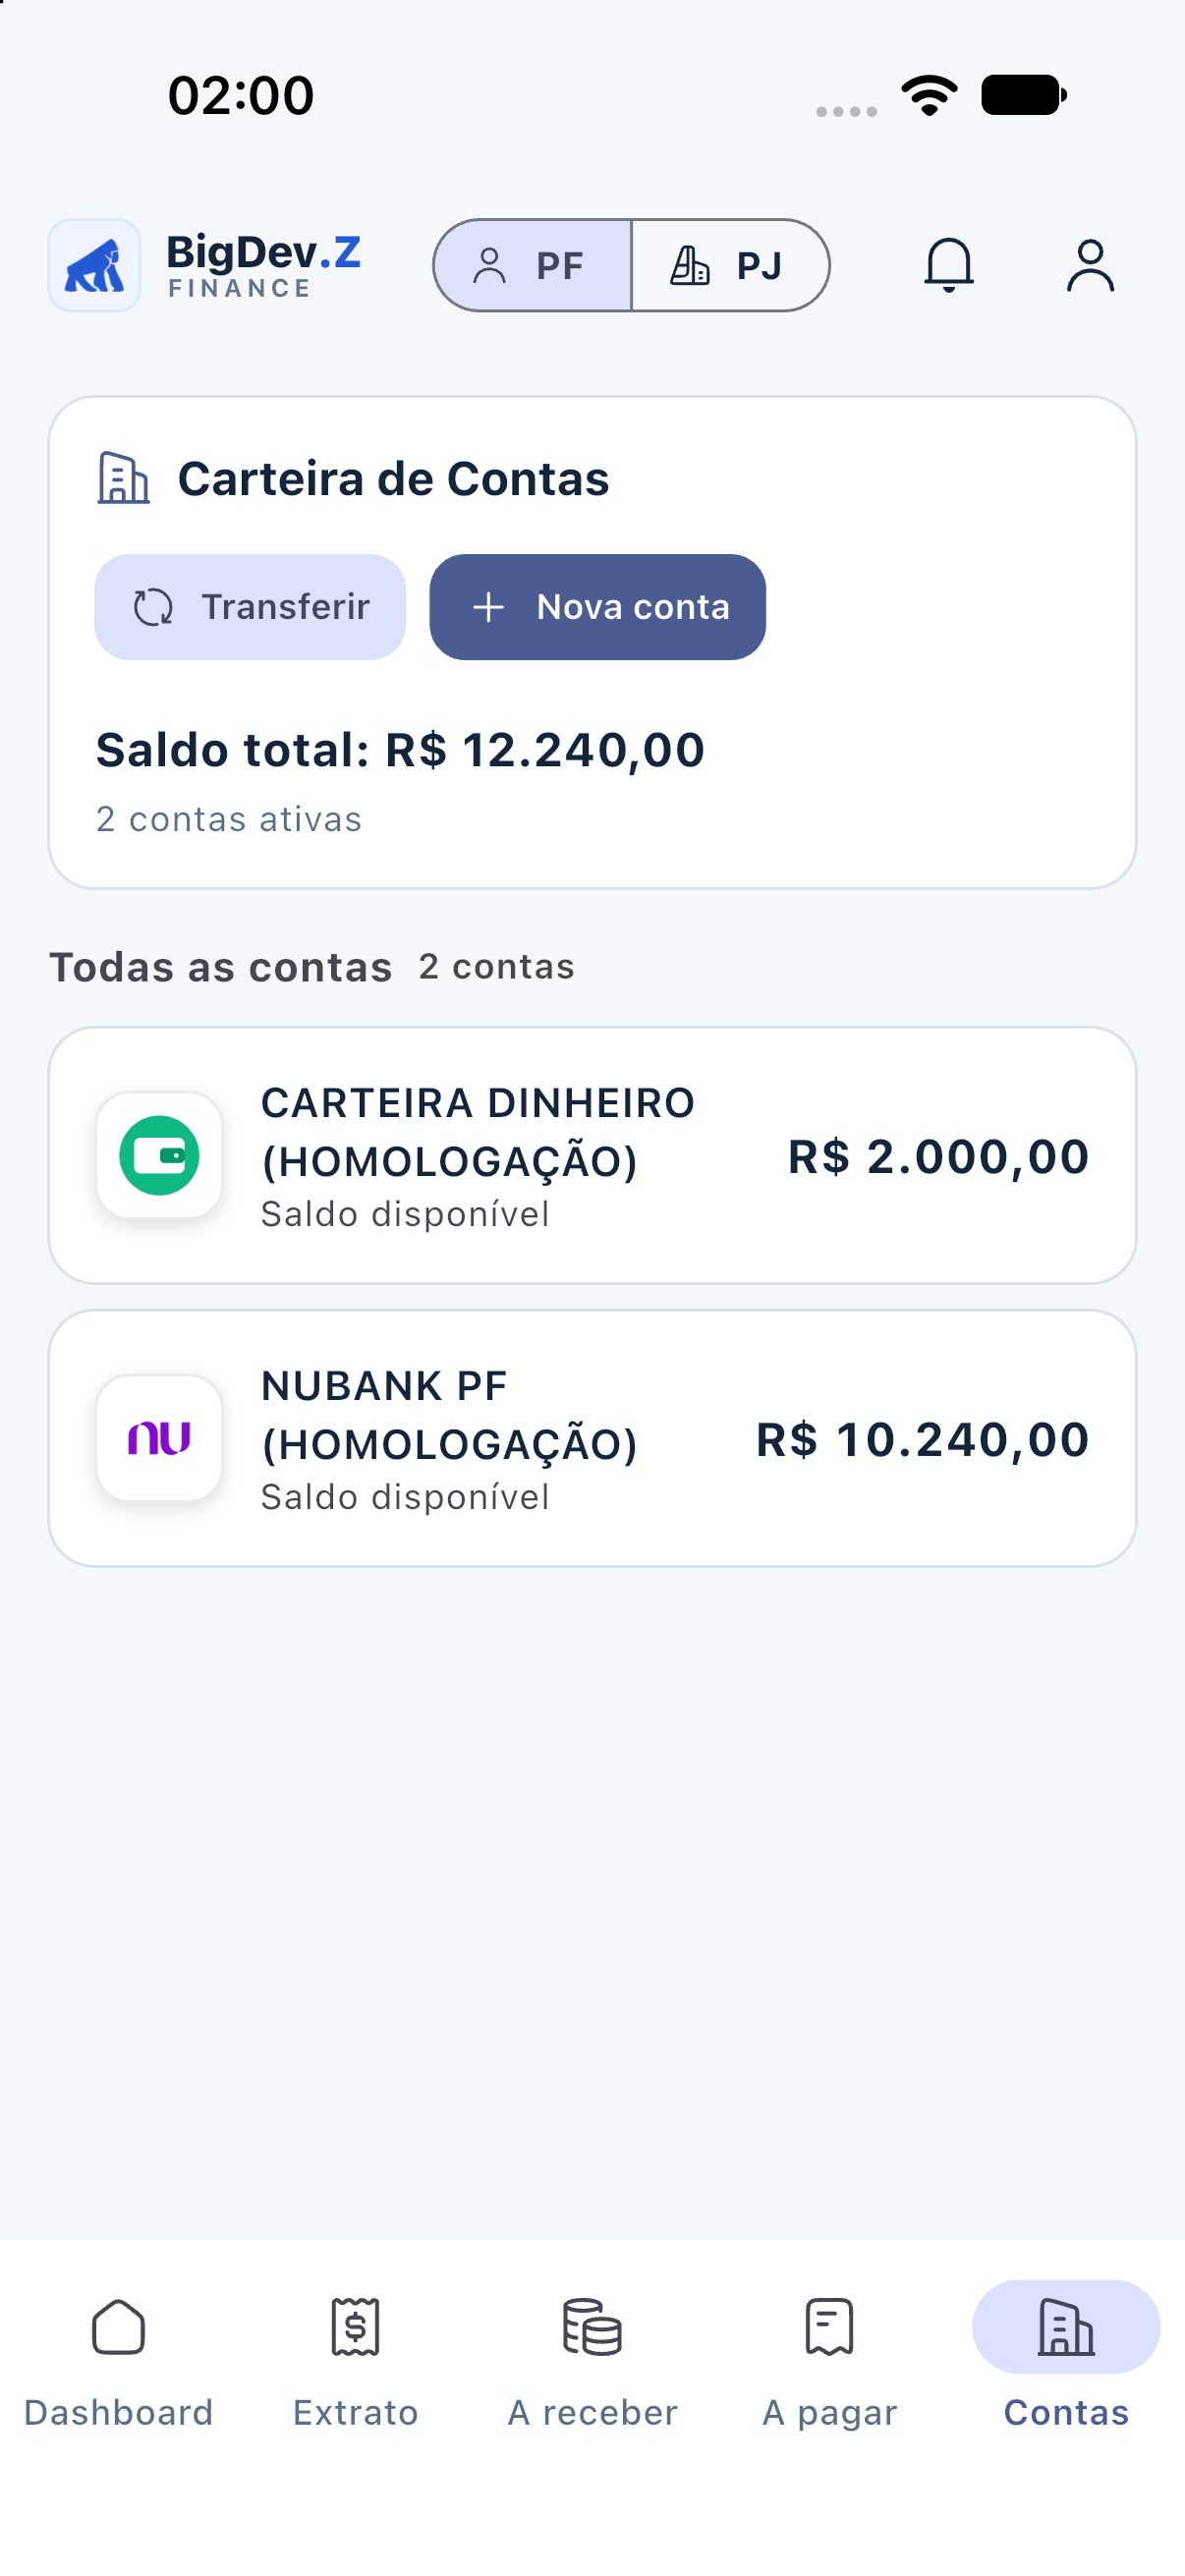 02:00
BigDev.Z
FINANCE
PF
PJ
Carteira de Contas
Transferir
Nova conta
Saldo total: R$ 12.240,00
2 contas ativas
Todas as contas 2 contas
CARTEIRA DINHEIRO
(HOMOLOGAÇÃO)
Saldo disponível
R$ 2.000,00
nu
NUBANK PF
(HOMOLOGAÇÃO)
Saldo disponível
R$ 10.240,00
Dashboard
Extrato
A receber
A pagar
Contas